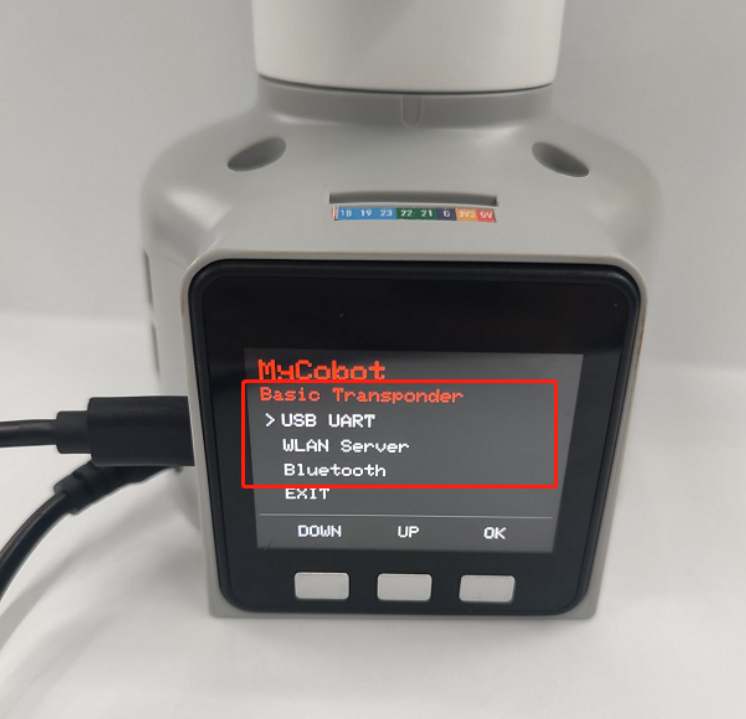 18 19 23 22 21 G 3V3 5V
MyCobot
Basic Transponder
>USB UART
WLAN Server
Bluetooth
EXIT
DOWN UP OK